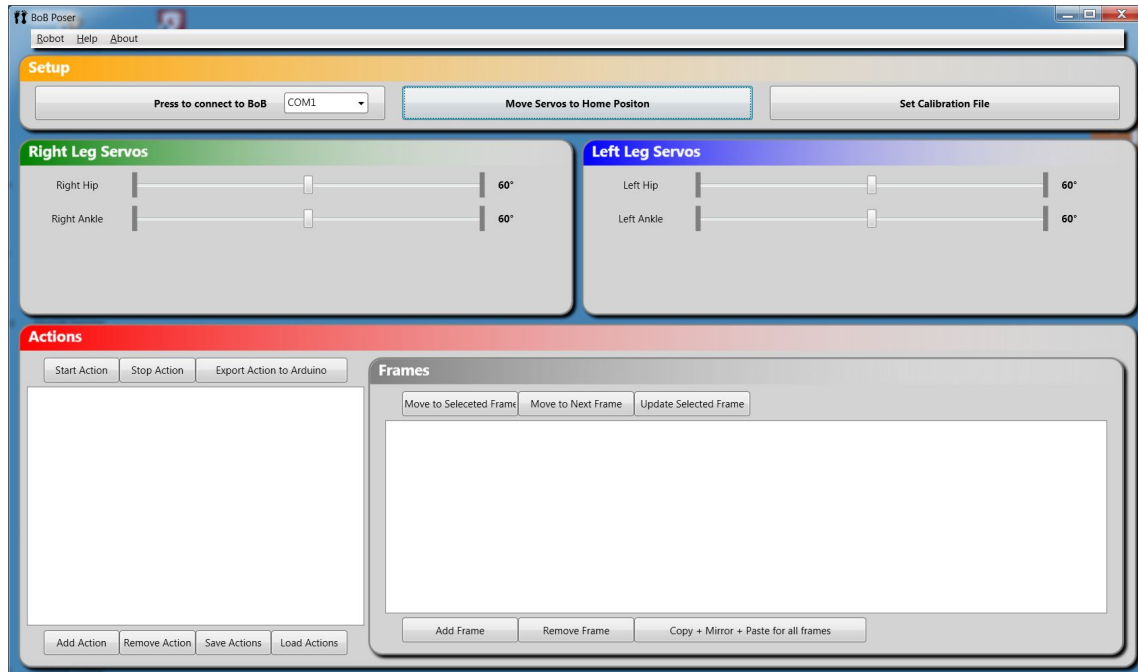 BoB Poser
Robot Help About
Setup
Press to connect to BoB COM1 Move Servos to Home Positon Set Calibration File
Right Leg Servos
Right Hip 60°
Right Ankle 60°
Left Leg Servos
Left Hip 60°
Left Ankle 60°
Actions
Start Action Stop Action Export Action to Arduino
Add Action Remove Action Save Actions Load Actions
Frames
Move to Seleceted Frame Move to Next Frame Update Selected Frame
Add Frame Remove Frame Copy + Mirror + Paste for all frames